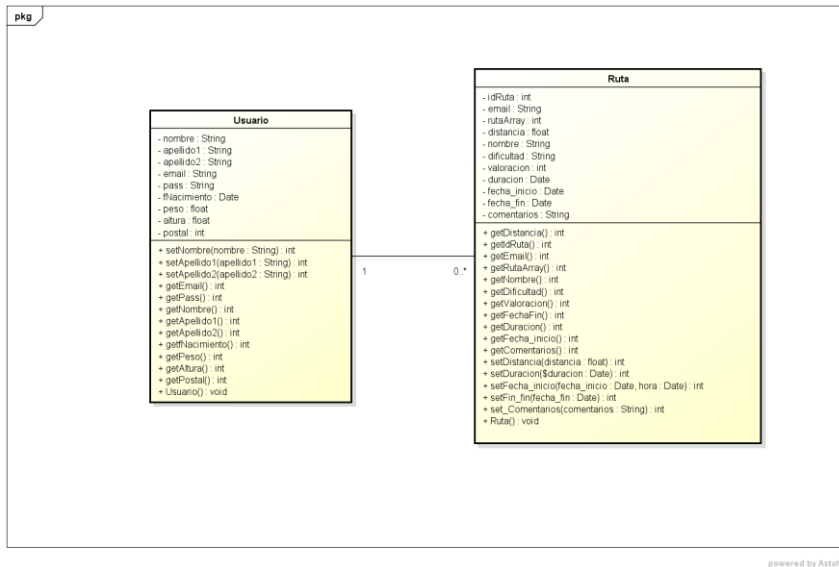 pkg
Usuario
- nombre : String
- apellido1 : String
- apellido2 : String
- email : String
- pass : String
- fNacimiento : Date
- peso : float
- altura : float
- postal : int
+ setNombre(nombre : String) : int
+ setApellido1(apellido1 : String) : int
+ setApellido2(apellido2 : String) : int
+ getEmail() : int
+ getPass() : int
+ getNombre() : int
+ getApellido1() : int
+ getApellido2() : int
+ getfNacimiento() : int
+ getPeso() : int
+ getAltura() : int
+ getPostal() : int
+ Usuario() : void
1
0..*
Ruta
- idRuta : int
- email : String
- rutaArray : int
- distancia : float
- nombre : String
- dificultad : String
- valoracion : int
- duracion : Date
- fecha_inicio : Date
- fecha_fin : Date
- comentarios : String
+ getDistancia() : int
+ getIdRuta() : int
+ getEmail() : int
+ getRutaArray() : int
+ getNombre() : int
+ getDificultad() : int
+ getValoracion() : int
+ getFechaFin() : int
+ getDuracion() : int
+ getFecha_inicio() : int
+ getComentarios() : int
+ setDistancia(distancia : float) : int
+ setDuracion($duracion : Date) : int
+ setFecha_inicio(fecha_inicio : Date, hora : Date) : int
+ setFin_fin(fecha_fin : Date) : int
+ set_Comentarios(comentarios : String) : int
+ Ruta() : void
powered by